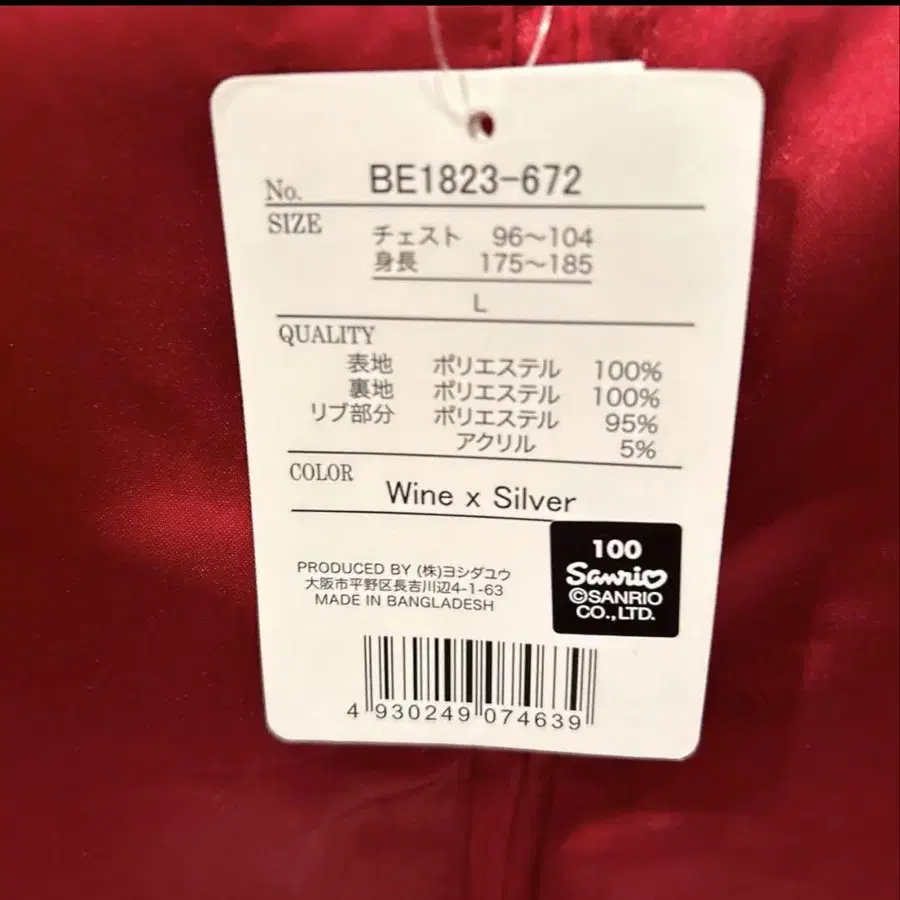 No. BE1823-672
SIZE
チェスト 96〜104
身長 175〜185
L
QUALITY
表地 ポリエステル 100%
裏地 ポリエステル 100%
リブ部分 ポリエステル 95%
アクリル 5%
COLOR
Wine x Silver
PRODUCED BY (株)ヨシダユウ
大阪市平野区長吉川辺4-1-63
MADE IN BANGLADESH
100
Sanrio
©SANRIO
CO.,LTD.
4 930249 074639